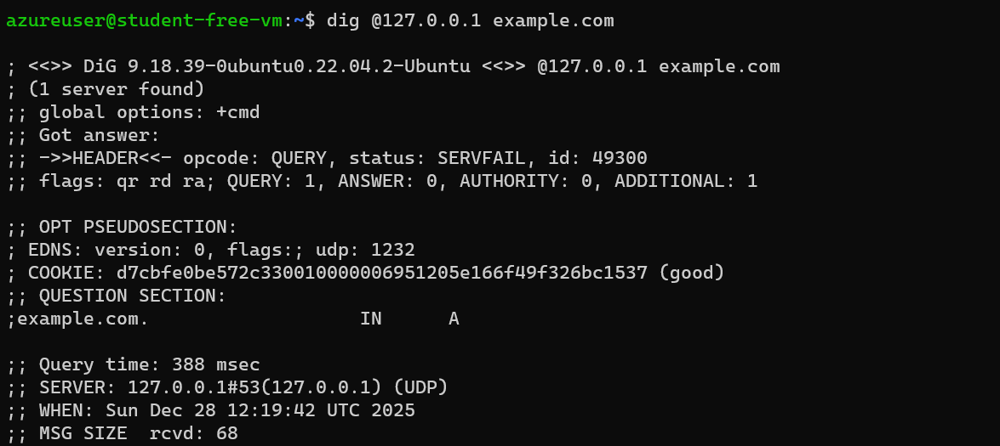 azureuser@student-free-vm:~$ dig @127.0.0.1 example.com
; <<>> DiG 9.18.39-0ubuntu0.22.04.2-Ubuntu <<>> @127.0.0.1 example.com
; (1 server found)
;; global options: +cmd
;; Got answer:
;; ->>HEADER<<- opcode: QUERY, status: SERVFAIL, id: 49300
;; flags: qr rd ra; QUERY: 1, ANSWER: 0, AUTHORITY: 0, ADDITIONAL: 1
;; OPT PSEUDOSECTION:
; EDNS: version: 0, flags:; udp: 1232
; COOKIE: d7cbfe0be572c330010000006951205e166f49f326bc1537 (good)
;; QUESTION SECTION:
;example.com. IN A
;; Query time: 388 msec
;; SERVER: 127.0.0.1#53(127.0.0.1) (UDP)
;; WHEN: Sun Dec 28 12:19:42 UTC 2025
;; MSG SIZE rcvd: 68